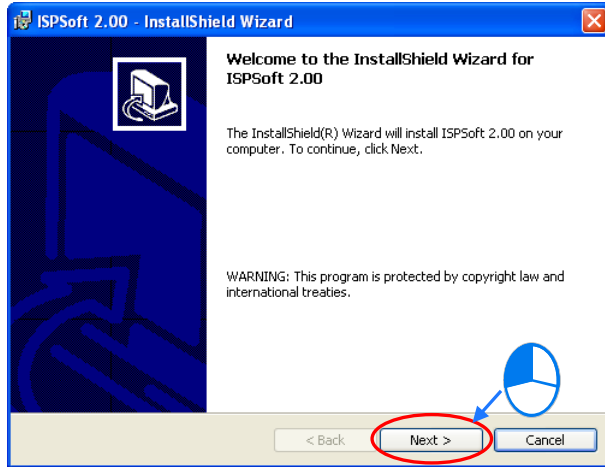 ISPSoft 2.00 - InstallShield Wizard
Welcome to the InstallShield Wizard for
ISPSoft 2.00
The InstallShield(R) Wizard will install ISPSoft 2.00 on your
computer. To continue, click Next.
WARNING: This program is protected by copyright law and
international treaties.
< Back Next > Cancel